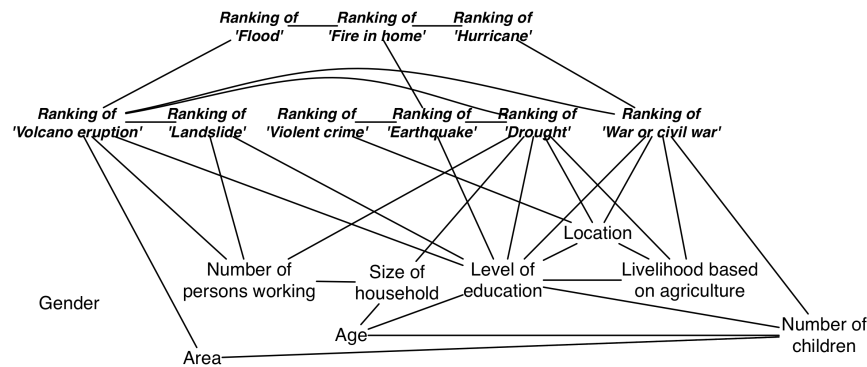 Ranking of
'Flood'
Ranking of
'Fire in home'
Ranking of
'Hurricane'
Ranking of
'Volcano eruption'
Ranking of
'Landslide'
Ranking of
'Violent crime'
Ranking of
'Earthquake'
Ranking of
'Drought'
Ranking of
'War or civil war'
Location
Number of
persons working
Size of
household
Level of
education
Livelihood based
on agriculture
Gender
Age
Number of
children
Area